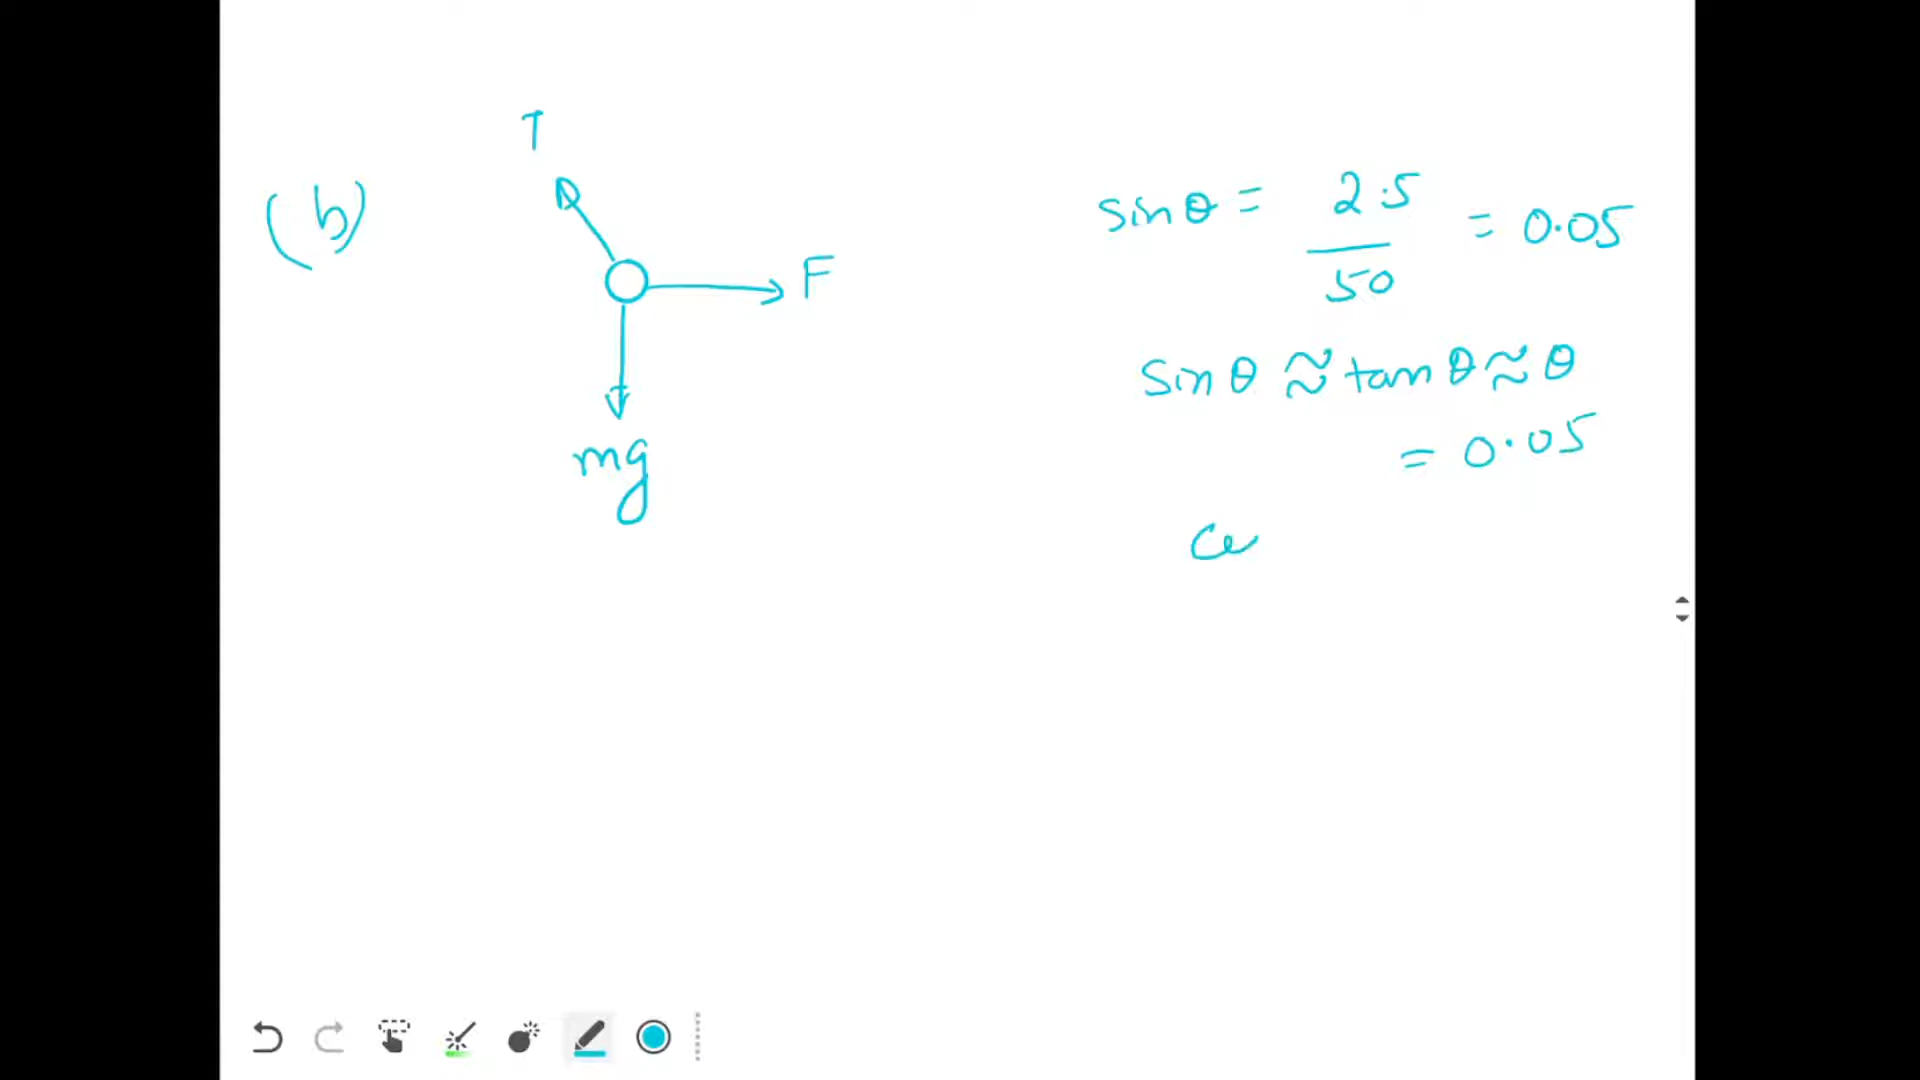 T
(b)
F
mg
sinθ = 2.5 / 50 = 0.05
sinθ ≈ tanθ ≈ θ
= 0.05